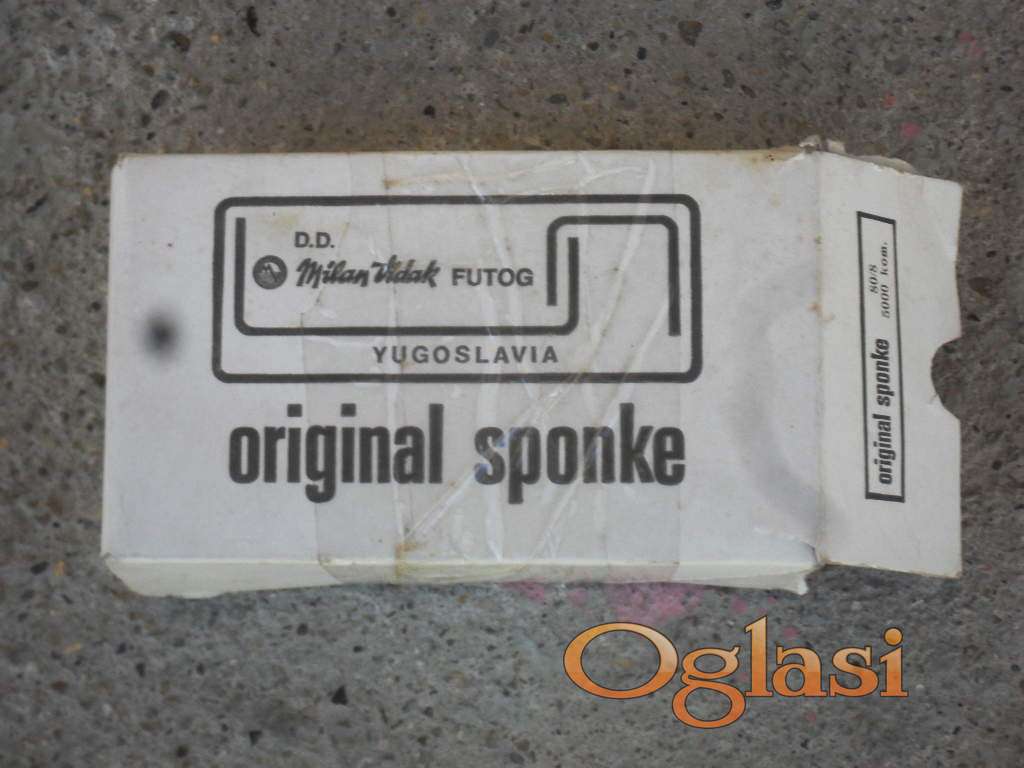 D.D.
Milan Vidak FUTOG
YUGOSLAVIA
original sponke
original sponke 80/8
5000 kom.
Oglasi